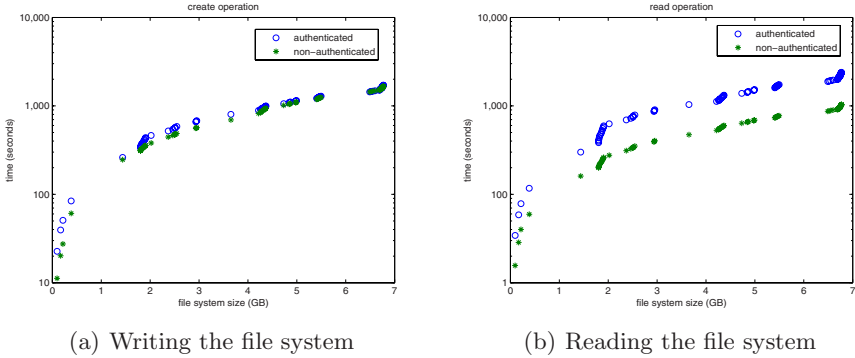 create operation
10,000
1,000
100
10
time (seconds)
authenticated
non-authenticated
0 1 2 3 4 5 6 7
file system size (GB)
(a) Writing the file system
read operation
10,000
1,000
100
10
time (seconds)
authenticated
non-authenticated
0 1 2 3 4 5 6 7
file system size (GB)
(b) Reading the file system